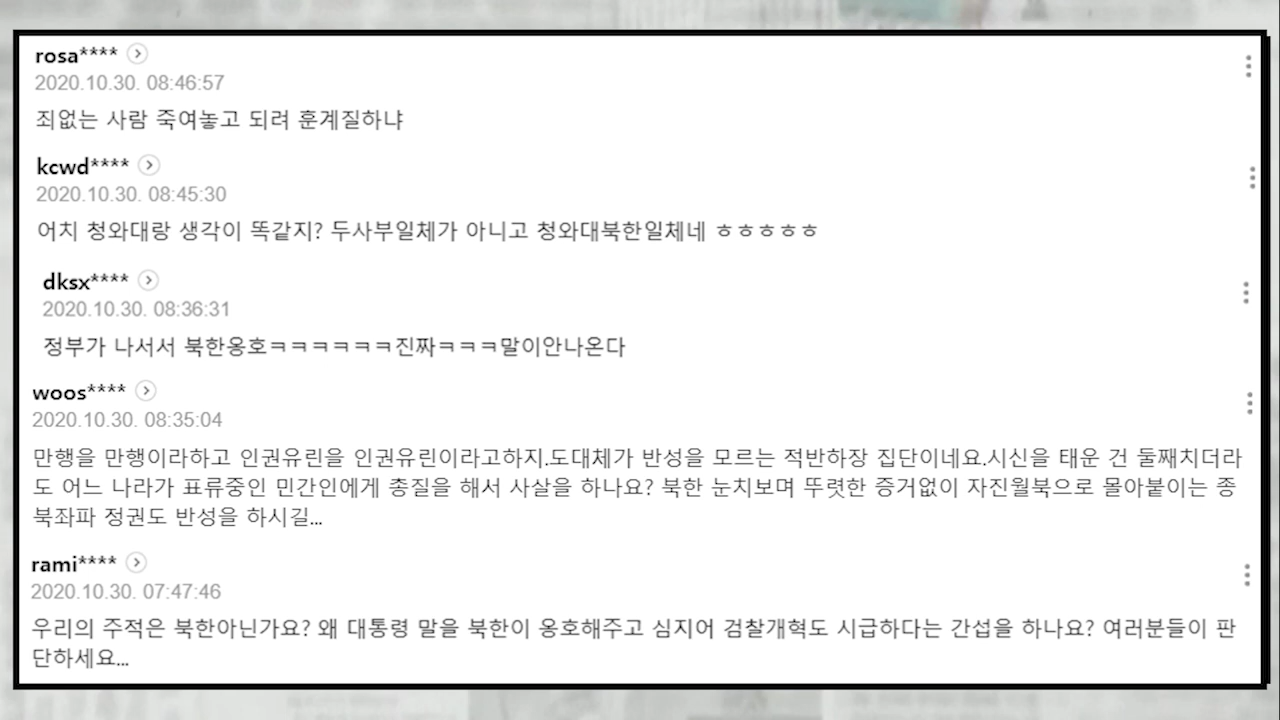 rosa****
2020.10.30. 08:46:57
죄없는 사람 죽여놓고 되려 훈계질하냐
kcwd****
2020.10.30. 08:45:30
어치 청와대랑 생각이 똑같지? 두사부일체가 아니고 청와대북한일체네 ㅎㅎㅎㅎㅎ
dksx****
2020.10.30. 08:36:31
정부가 나서서 북한옹호ㅋㅋㅋㅋㅋㅋ진짜ㅋㅋㅋ말이안나온다
woos****
2020.10.30. 08:35:04
만행을 만행이라하고 인권유린을 인권유린이라고하지.도대체가 반성을 모르는 적반하장 집단이네요.시신을 태운 건 둘째치더라
도 어느 나라가 표류중인 민간인에게 총질을 해서 사살을 하나요? 북한 눈치보며 뚜렷한 증거없이 자진월북으로 몰아붙이는 종
북좌파 정권도 반성을 하시길...
rami****
2020.10.30. 07:47:46
우리의 주적은 북한아닌가요? 왜 대통령 말을 북한이 옹호해주고 심지어 검찰개혁도 시급하다는 간섭을 하나요? 여러분들이 판
단하세요...